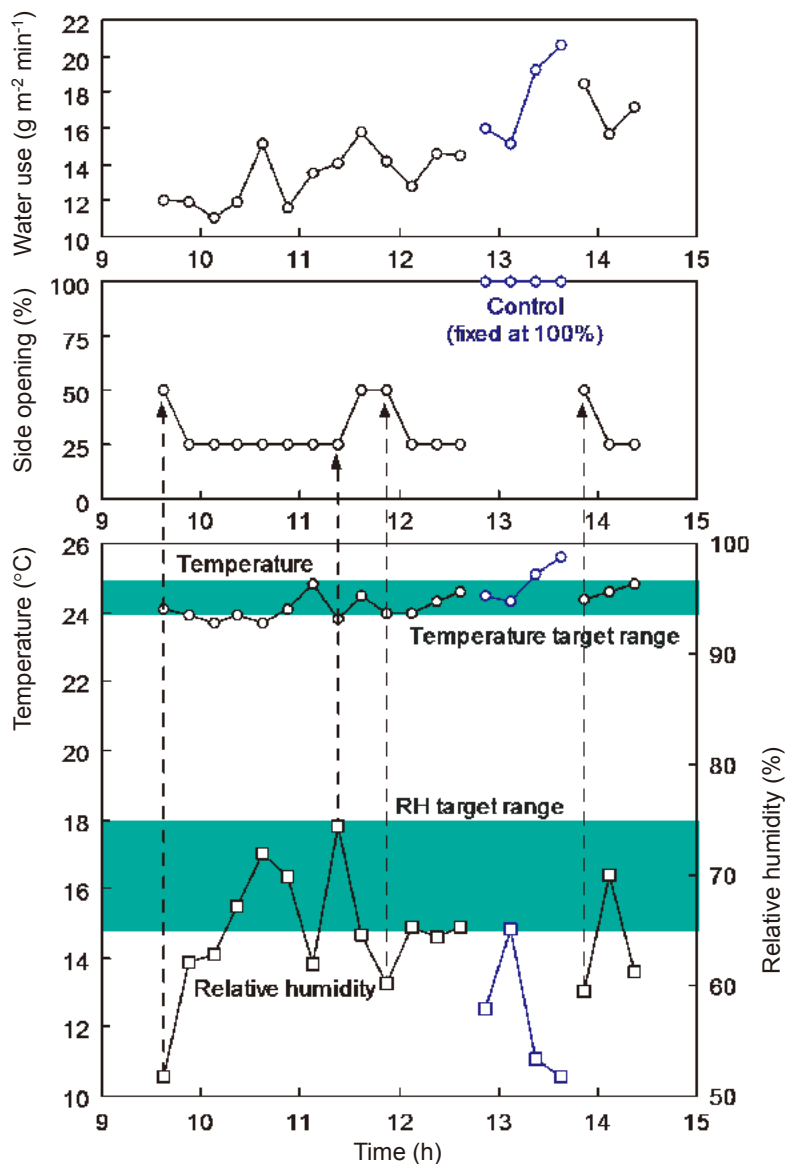 Water use (g m⁻² min⁻¹)
22
20
18
16
14
12
10
9 10 11 12 13 14 15
Side opening (%)
100
75
50
25
0
Control
(fixed at 100%)
9 10 11 12 13 14 15
Temperature (°C)
26
24
22
20
18
16
14
12
10
Temperature
Temperature target range
RH target range
Relative humidity
100
90
80
70
60
50
Relative humidity (%)
9 10 11 12 13 14 15
Time (h)